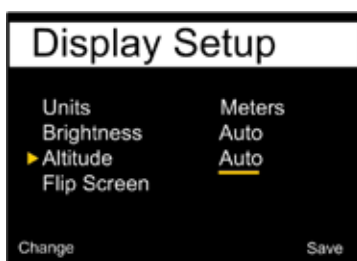 Display Setup
Units Meters
Brightness Auto
Altitude Auto
Flip Screen
Change Save